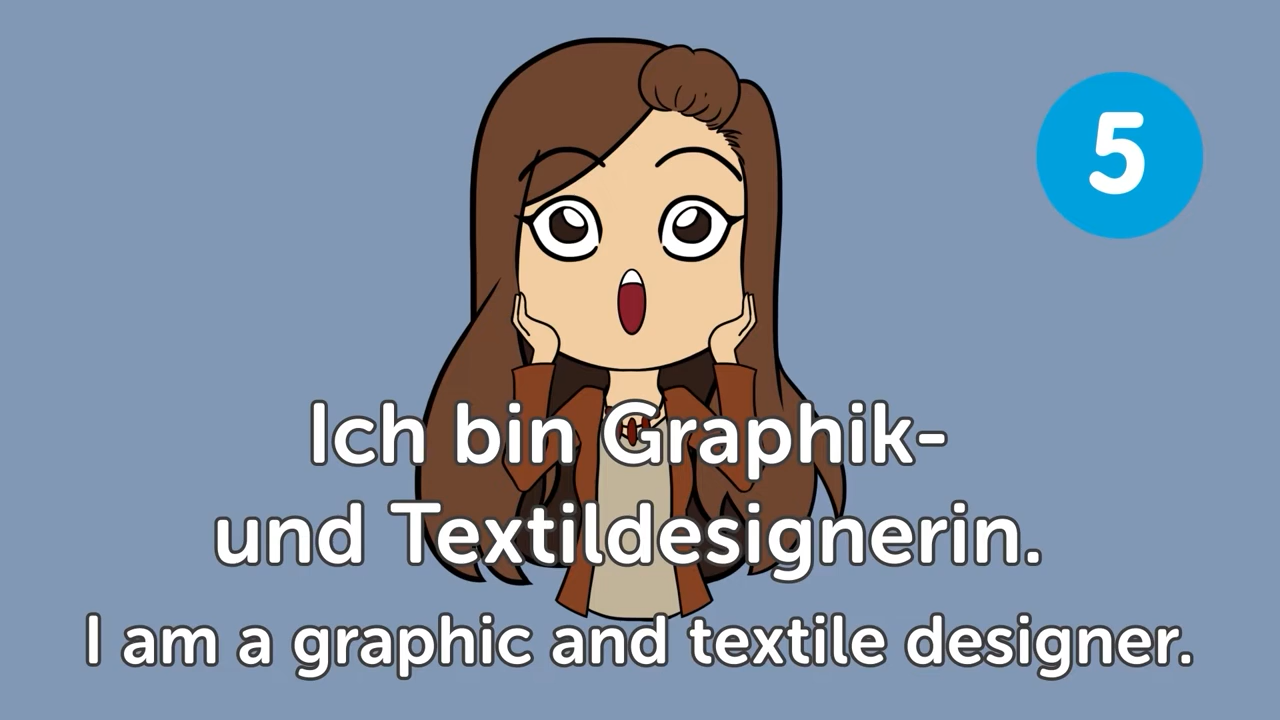 5
Ich bin Graphik-
und Textildesignerin.
I am a graphic and textile designer.